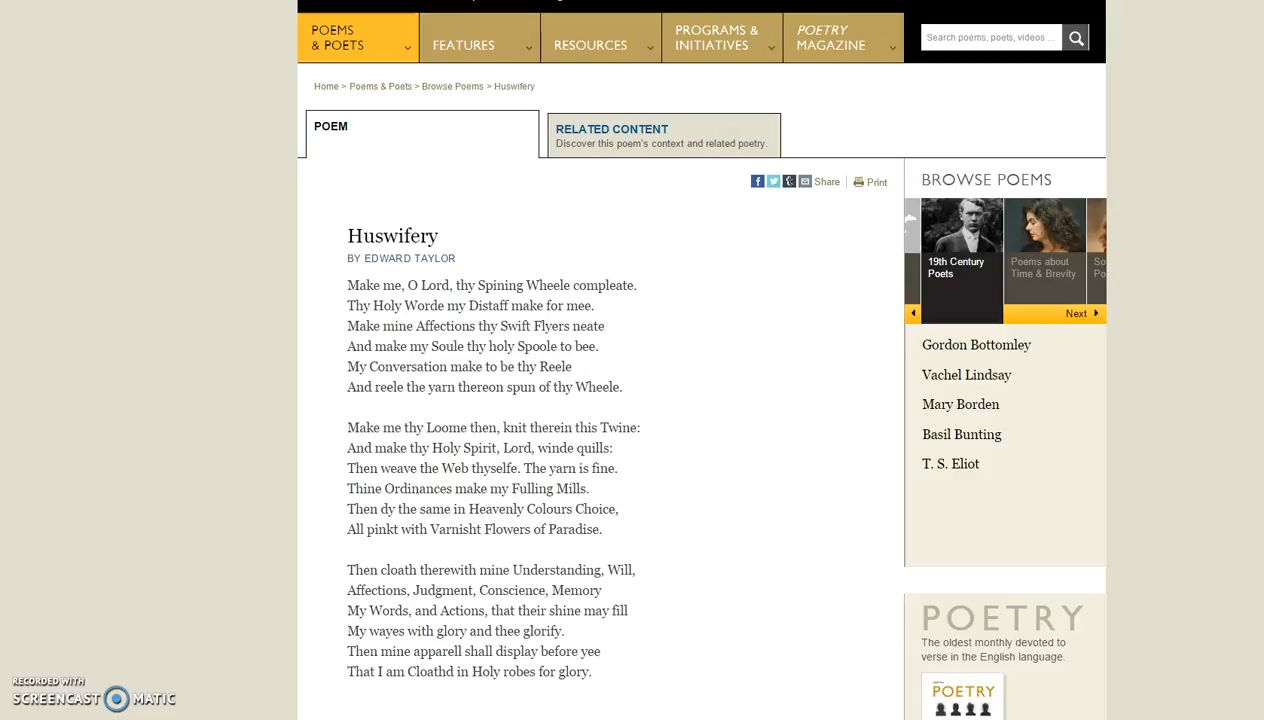 POEMS
& POETS
FEATURES
RESOURCES
PROGRAMS &
INITIATIVES
POETRY
MAGAZINE
Search poems, poets, videos ...
Home > Poems & Poets > Browse Poems > Huswifery
POEM
RELATED CONTENT
Discover this poem's context and related poetry.
Share
Print
Huswifery
BY EDWARD TAYLOR
Make me, O Lord, thy Spining Wheele compleate.
Thy Holy Worde my Distaff make for mee.
Make mine Affections thy Swift Flyers neate
And make my Soule thy holy Spoole to bee.
My Conversation make to be thy Reele
And reele the yarn thereon spun of thy Wheele.
Make me thy Loome then, knit therein this Twine:
And make thy Holy Spirit, Lord, winde quills:
Then weave the Web thyselfe. The yarn is fine.
Thine Ordinances make my Fulling Mills.
Then dy the same in Heavenly Colours Choice,
All pinkt with Varnisht Flowers of Paradise.
Then cloath therewith mine Understanding, Will,
Affections, Judgment, Conscience, Memory
My Words, and Actions, that their shine may fill
My wayes with glory and thee glorify.
Then mine apparell shall display before yee
That I am Cloathd in Holy robes for glory.
BROWSE POEMS
19th Century
Poets
Poems about
Time & Brevity
So
Po
Next
Gordon Bottomley
Vachel Lindsay
Mary Borden
Basil Bunting
T. S. Eliot
POETRY
The oldest monthly devoted to
verse in the English language.
POETRY
RECORDED WITH
SCREENCAST MATIC